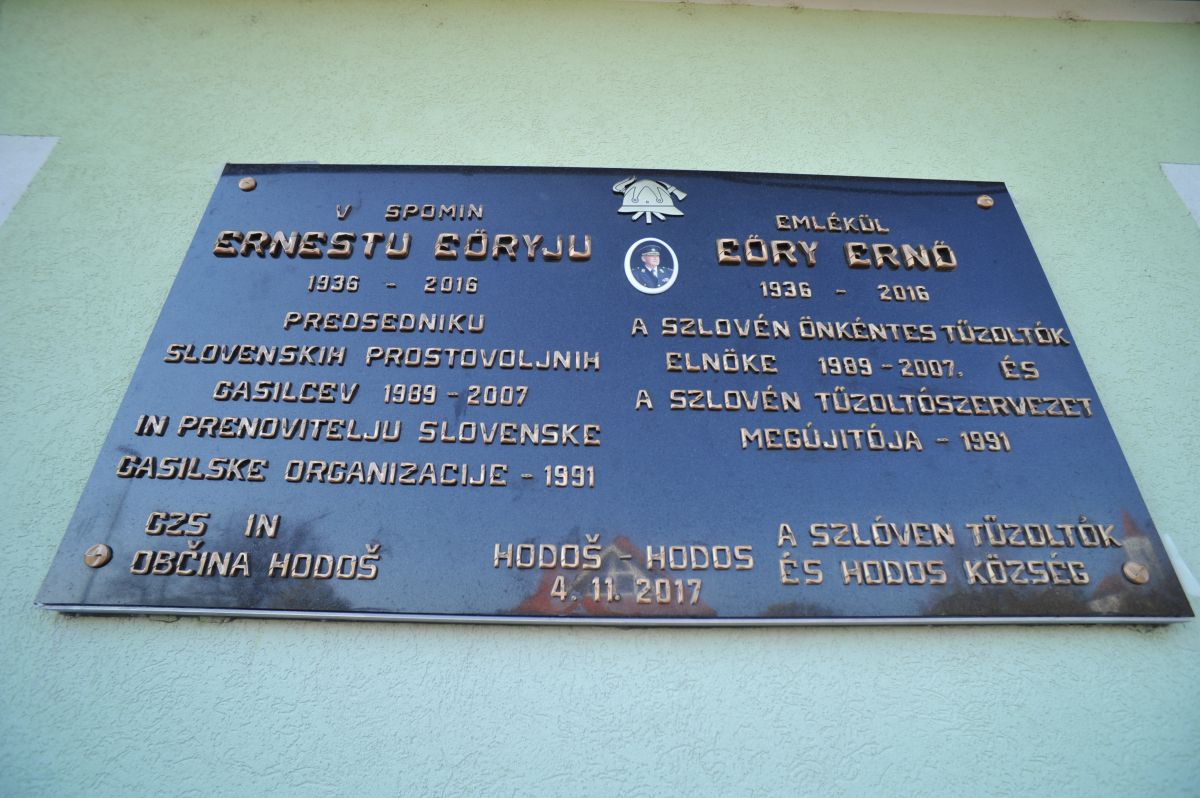 V SPOMIN
ERNESTU EŐRYJU
1936 - 2016
PREDSEDNIKU
SLOVENSKIH PROSTOVOLJNIH
GASILCEV 1989 - 2007
IN PRENOVITELJU SLOVENSKE
GASILSKE ORGANIZACIJE - 1991
GZS IN
OBČINA HODOŠ
EMLÉKÜL
EŐRY ERNŐ
1936 - 2016
A SZLOVÉN ÖNKÉNTES TŰZOLTÓK
ELNÖKE 1989 - 2007. ÉS
A SZLOVÉN TŰZOLTÓSZERVEZET
MEGÚJITÓJA - 1991
HODOŠ - HODOS
4. 11. 2017
A SZLÓVEN TŰZOLTÓK
ÉS HODOS KÖZSÉG